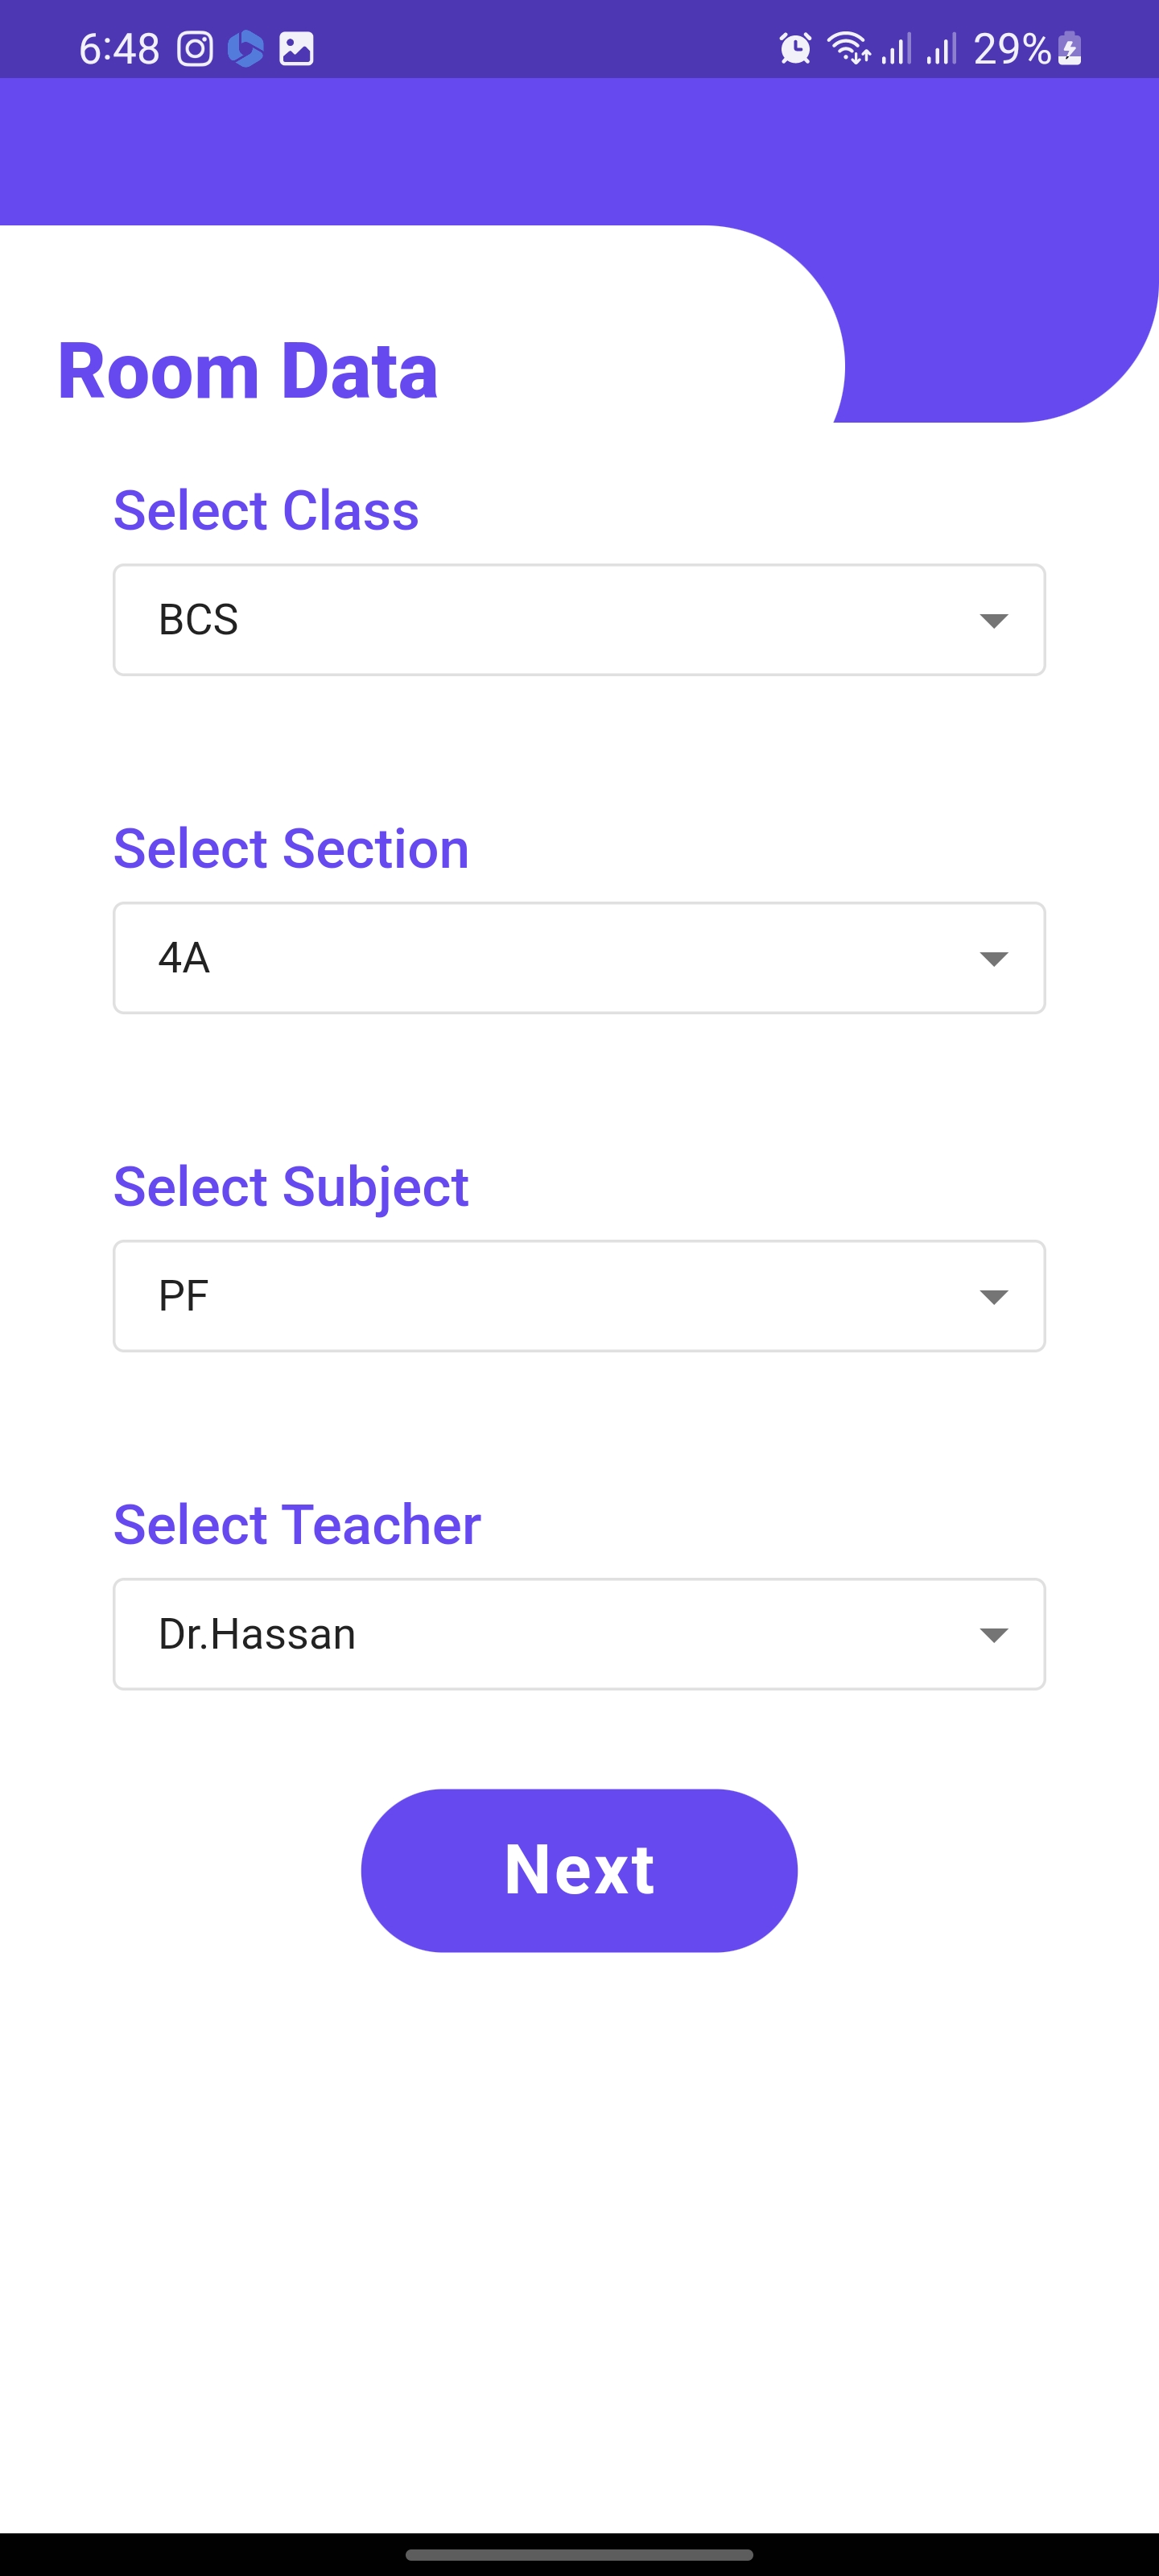 6:48 29%
Room Data
Select Class
BCS
Select Section
4A
Select Subject
PF
Select Teacher
Dr.Hassan
Next